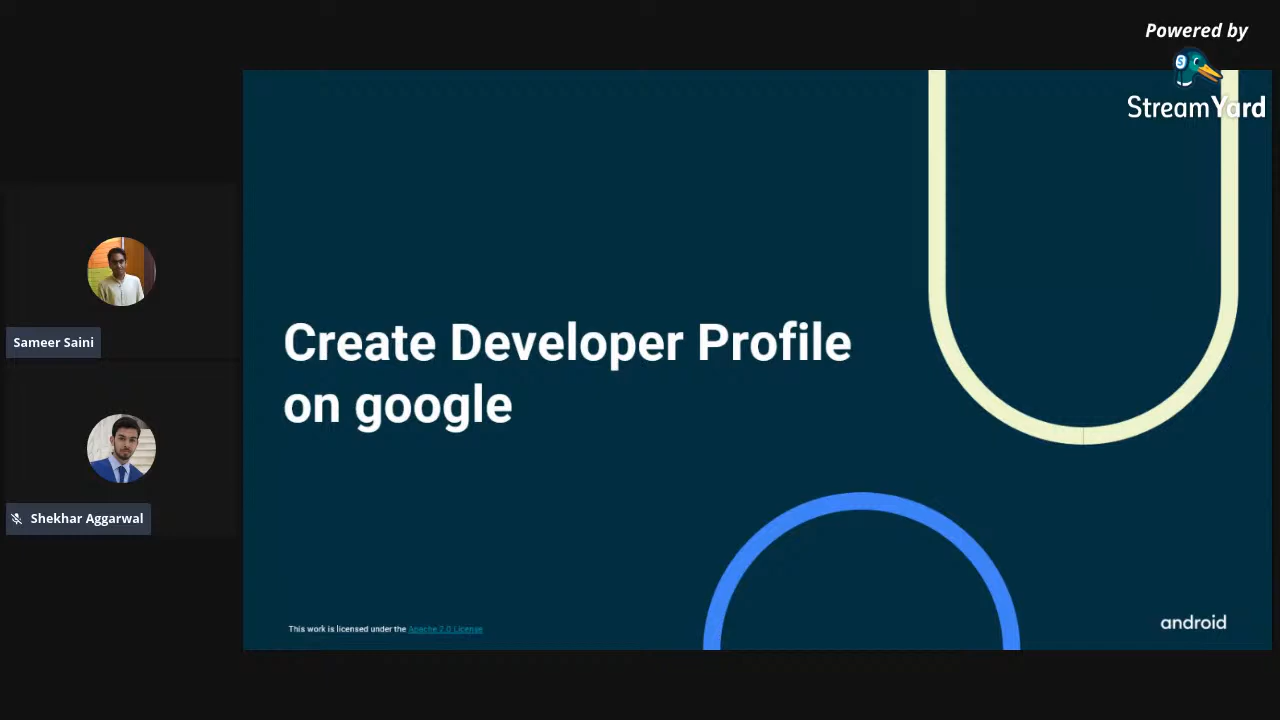 Powered by
StreamYard
Sameer Saini
Shekhar Aggarwal
Create Developer Profile
on google
This work is licensed under the Apache 2.0 License
android